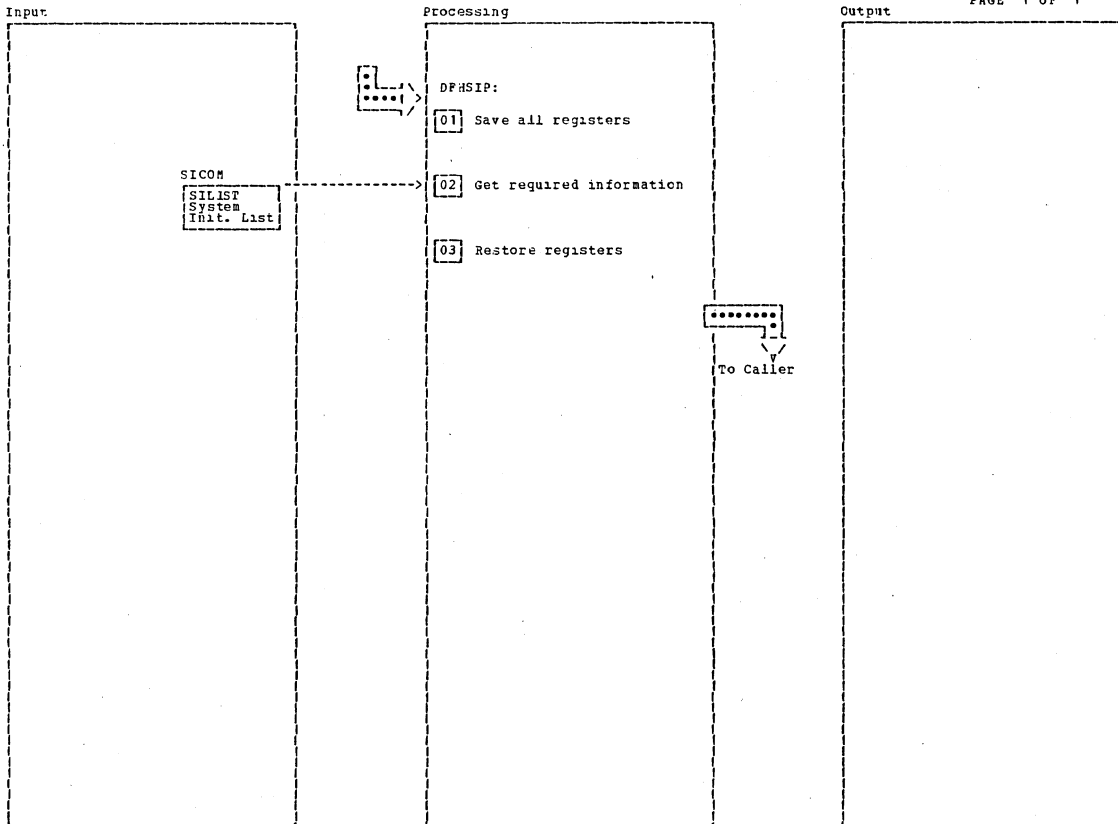 PAGE 1 OF 1
Input
Processing
Output
DFHSIP:
01 Save all registers
SICOM
SILIST
System
Init. List
02 Get required information
03 Restore registers
To Caller